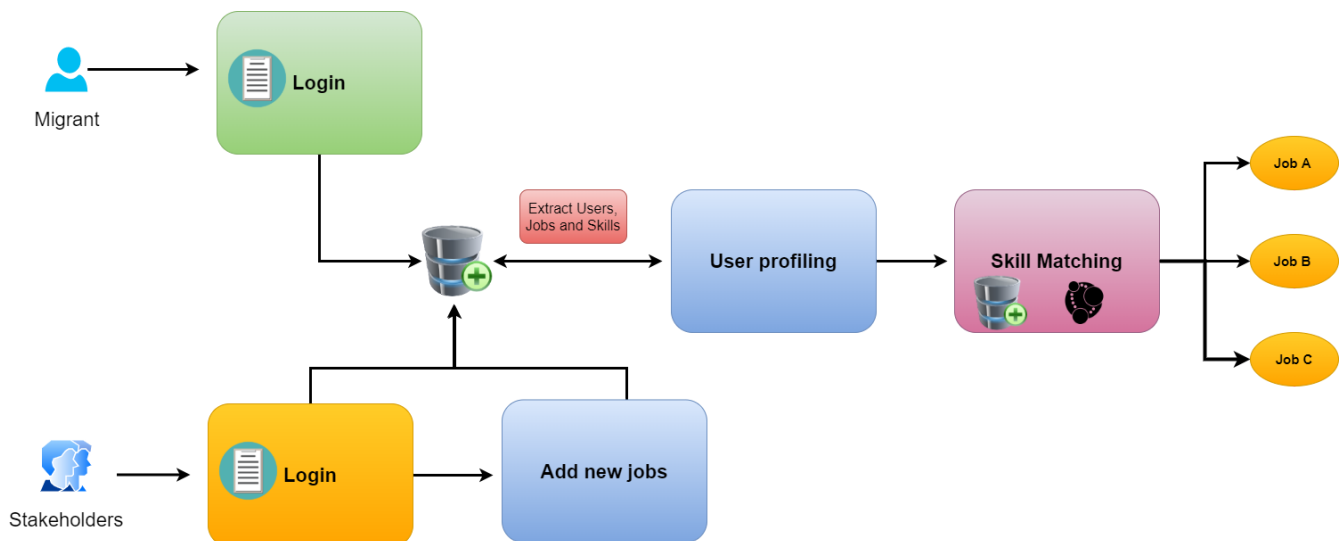 Login
Migrant
Extract Users,
Jobs and Skills
User profiling
Skill Matching
Job A
Job B
Job C
Login
Add new jobs
Stakeholders